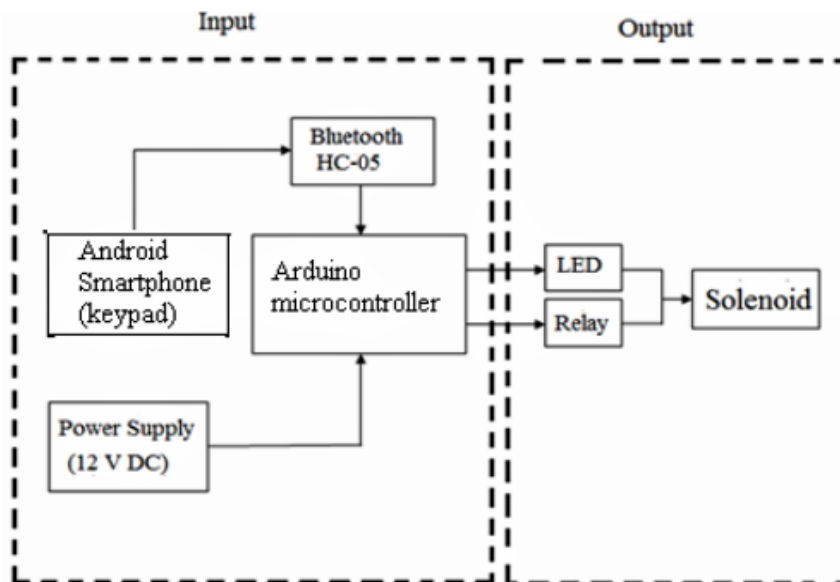 Input
Output
Bluetooth
HC-05
Android
Smartphone
(keypad)
Arduino
microcontroller
LED
Relay
Solenoid
Power Supply
(12 V DC)